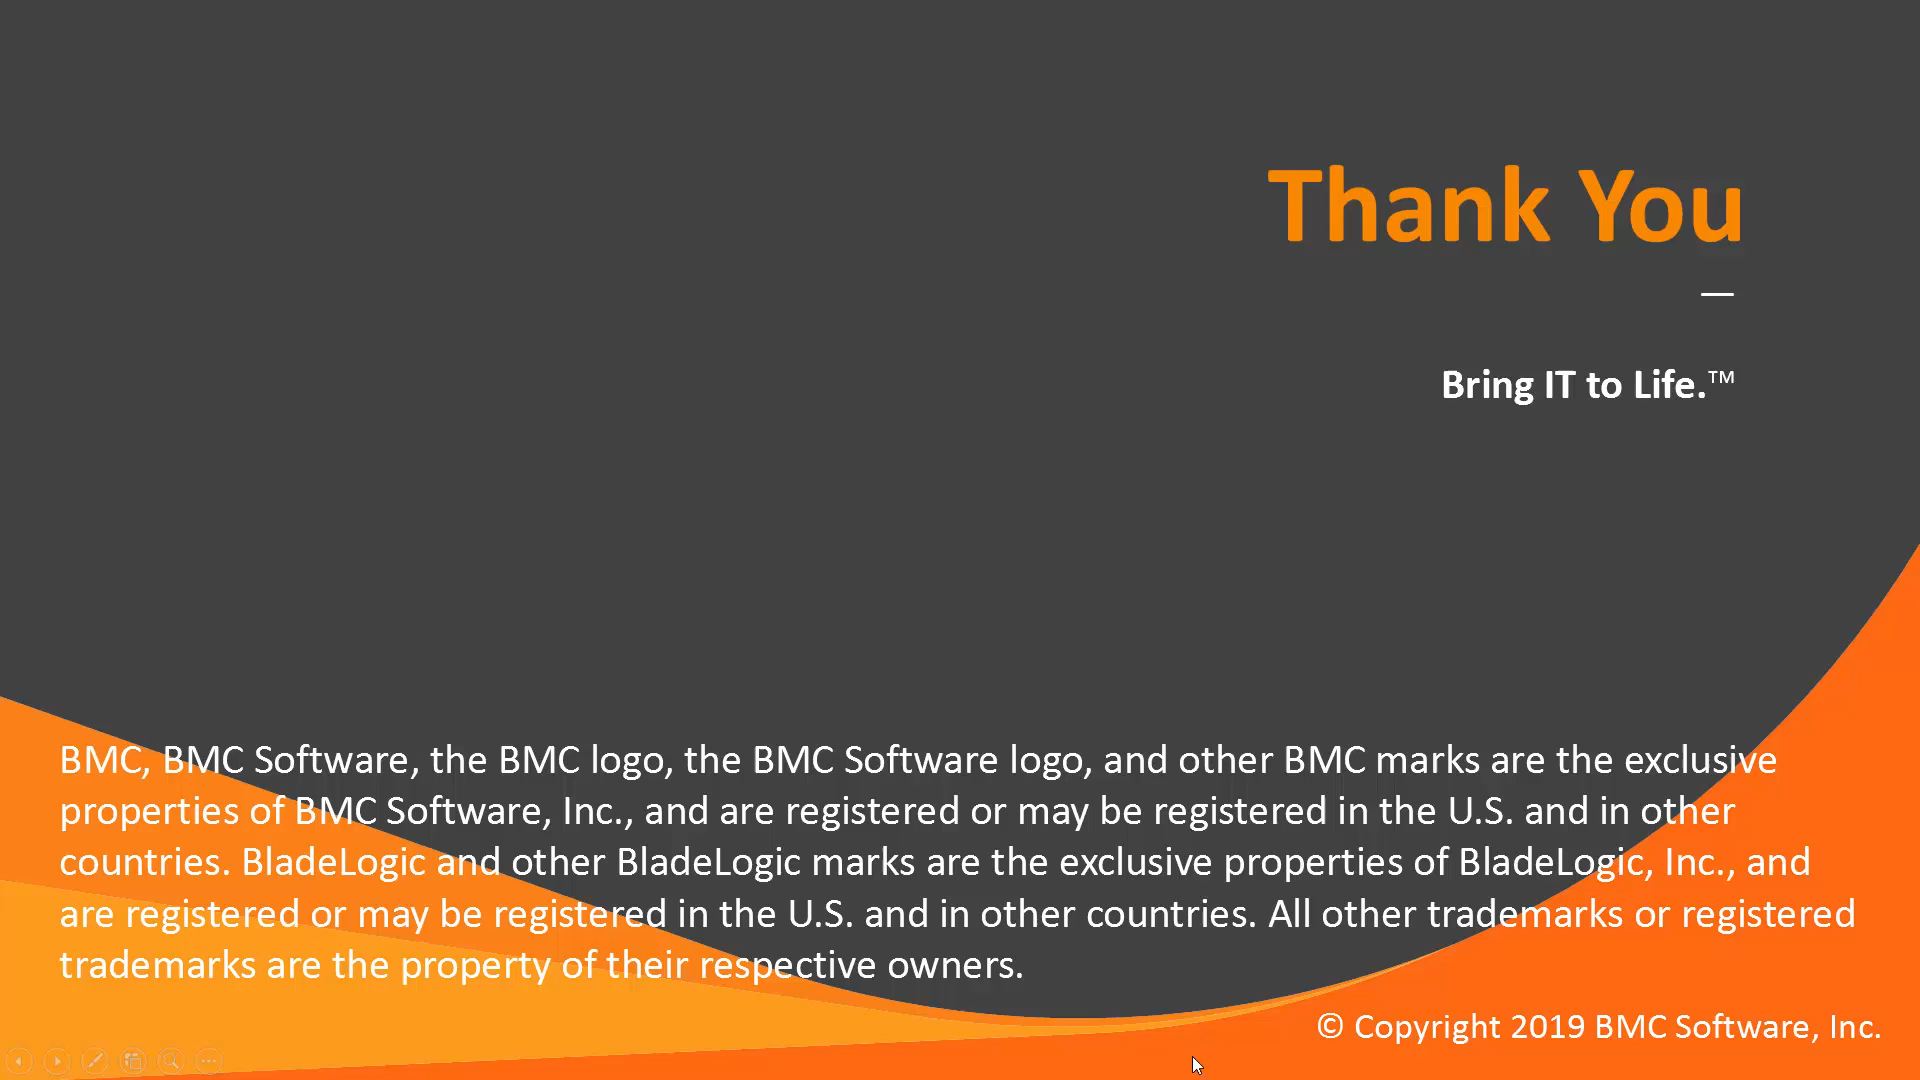 Thank You
Bring IT to Life.™
BMC, BMC Software, the BMC logo, the BMC Software logo, and other BMC marks are the exclusive
properties of BMC Software, Inc., and are registered or may be registered in the U.S. and in other
countries. BladeLogic and other BladeLogic marks are the exclusive properties of BladeLogic, Inc., and
are registered or may be registered in the U.S. and in other countries. All other trademarks or registered
trademarks are the property of their respective owners.
© Copyright 2019 BMC Software, Inc.